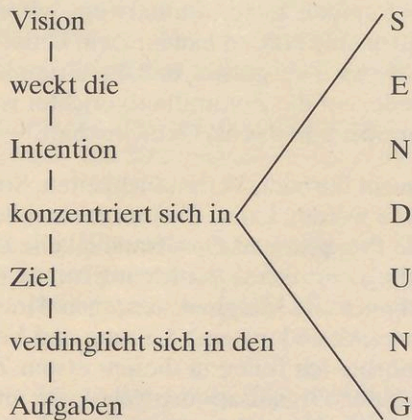 Vision
weckt die
Intention
konzentriert sich in
Ziel
verdinglicht sich in den
Aufgaben
S
E
N
D
U
N
G